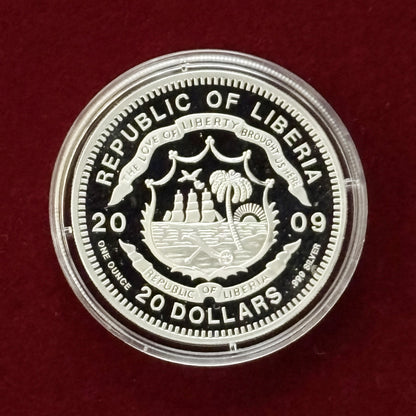 REPUBLIC OF LIBERIA
THE LOVE OF LIBERTY BROUGHT US HERE
20 09
ONE OUNCE
.999 SILVER
REPUBLIC OF LIBERIA
20 DOLLARS